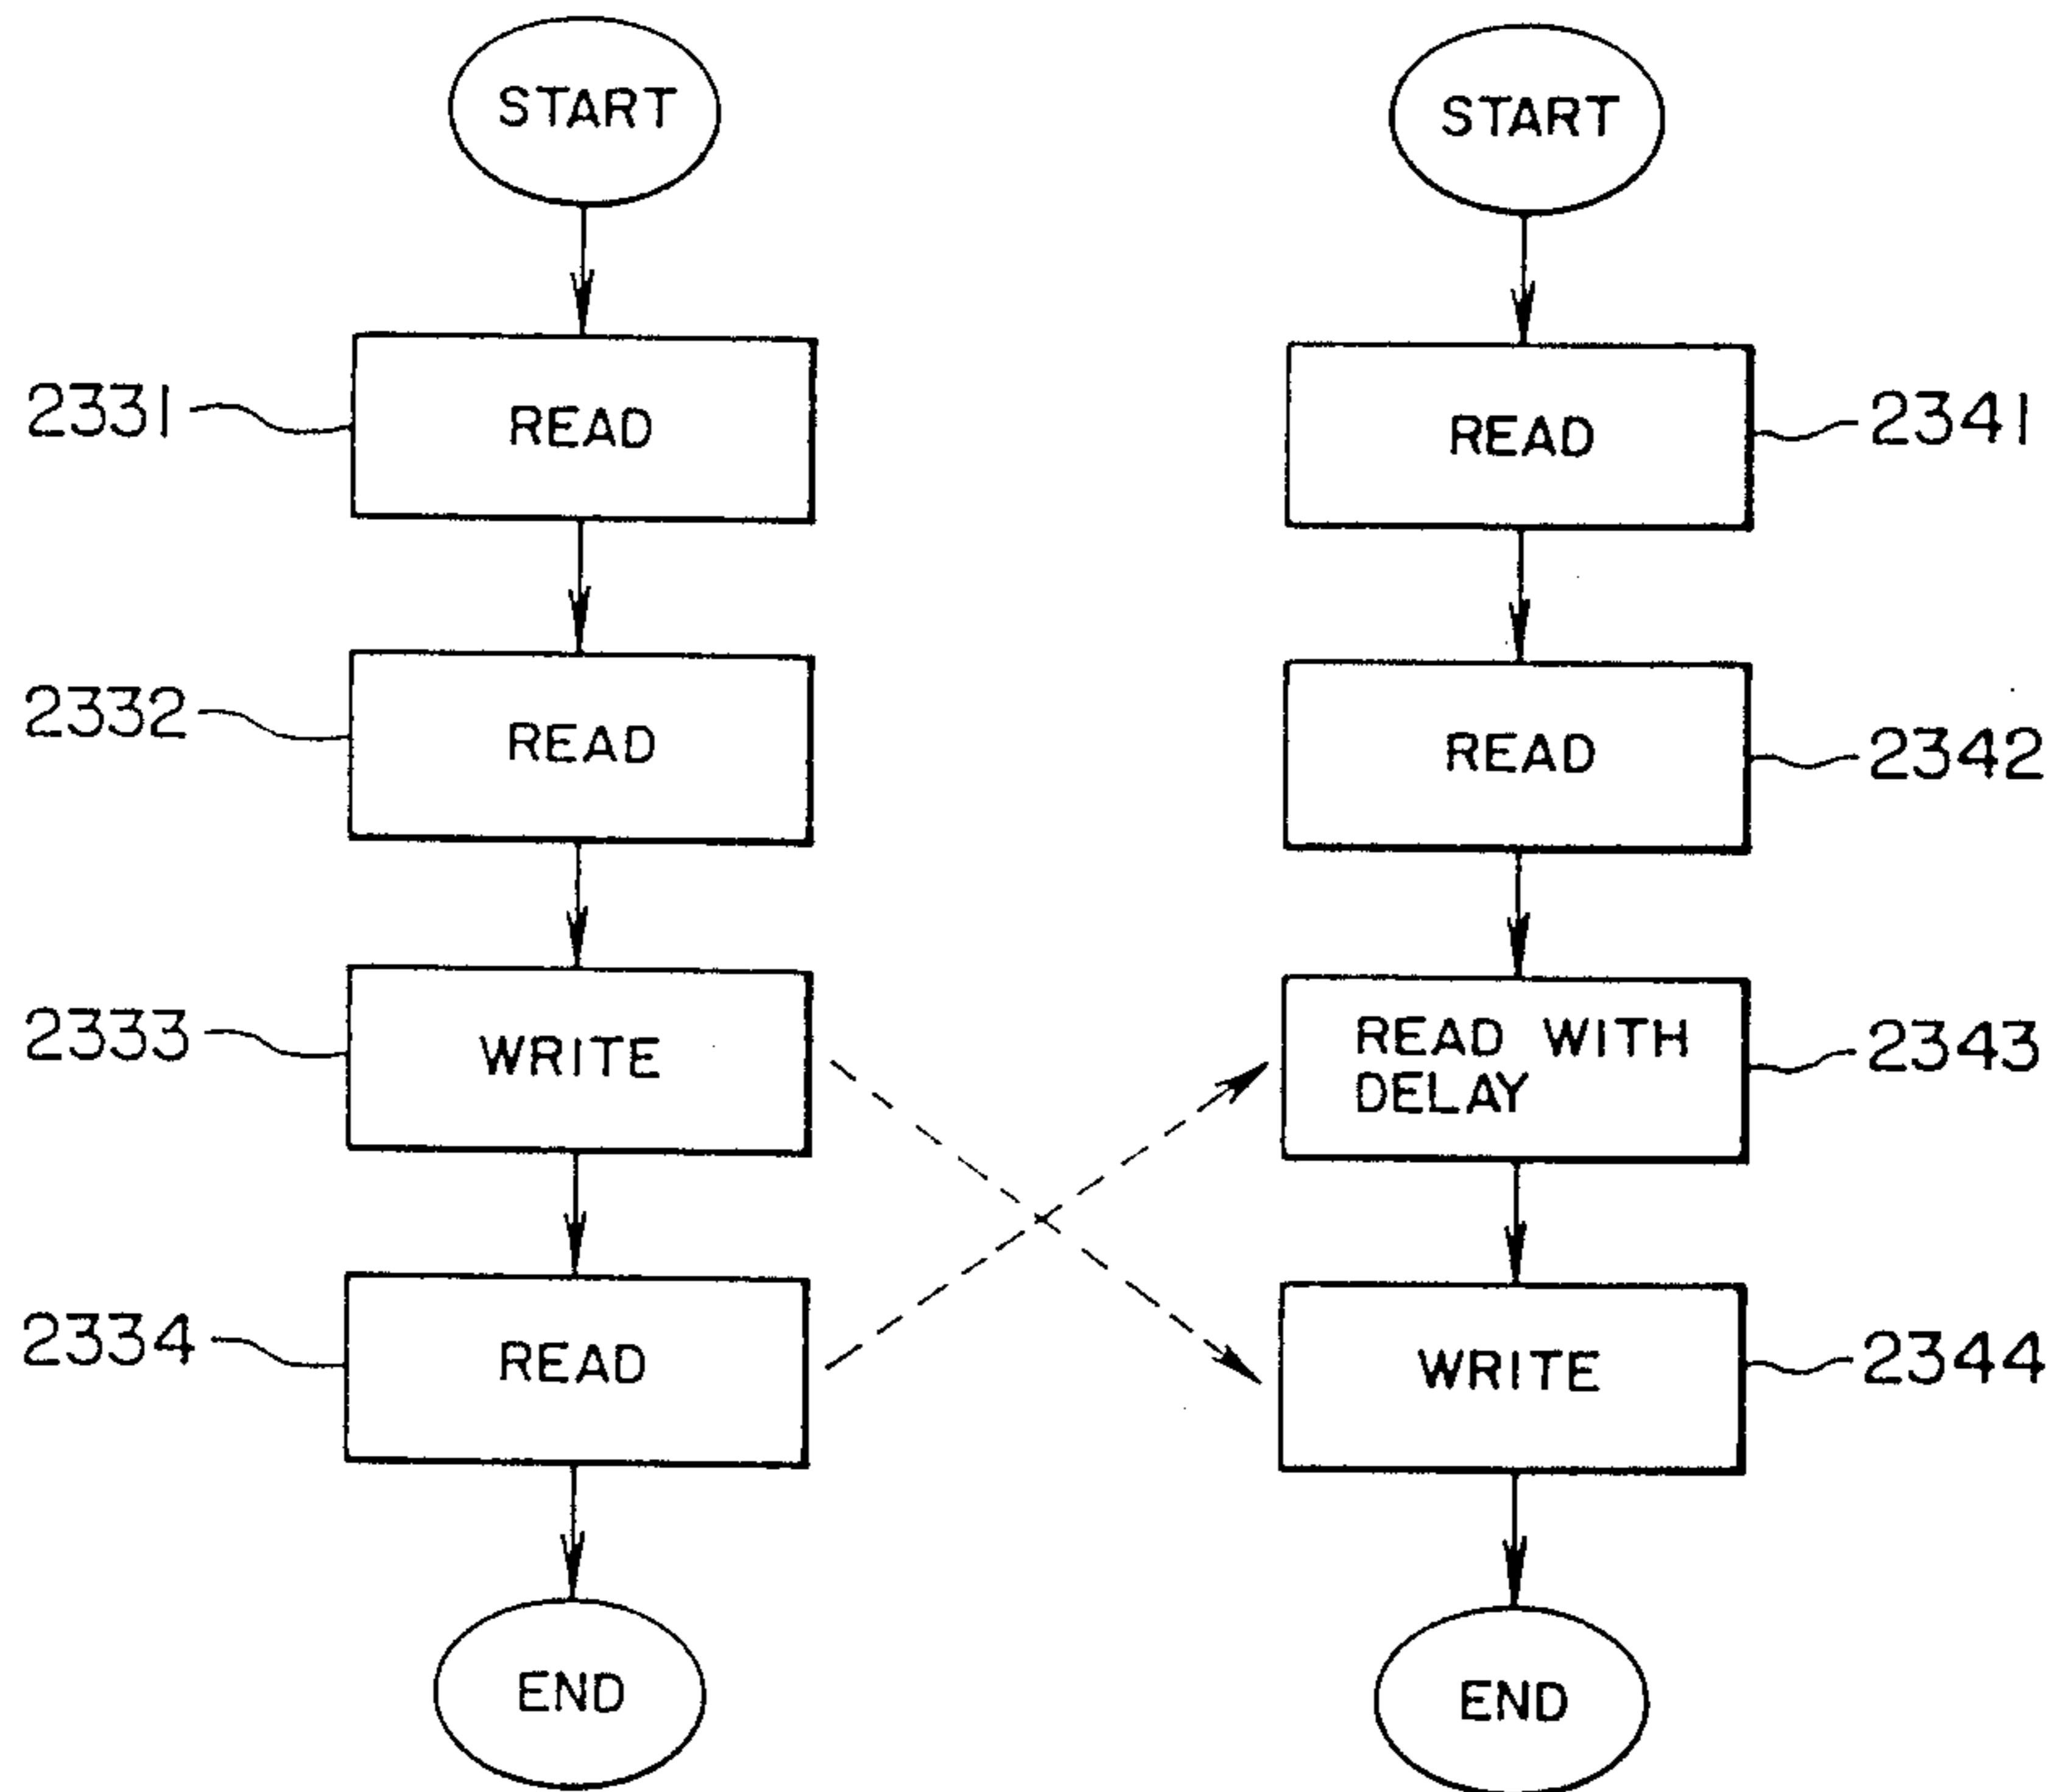 START
2331
READ
2332
READ
2333
WRITE
2334
READ
END
START
READ
2341
READ
2342
READ WITH
DELAY
2343
WRITE
2344
END